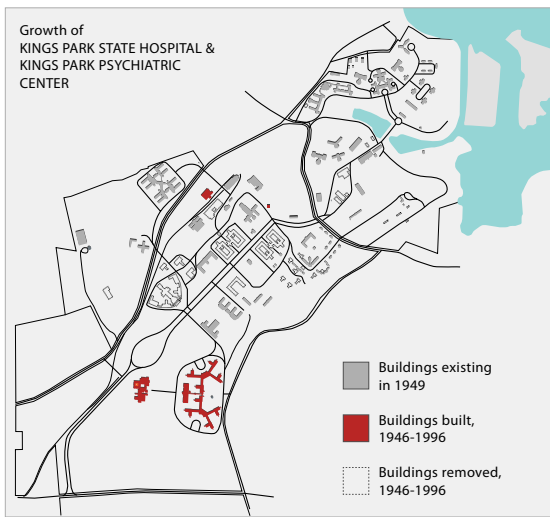 Growth of
KINGS PARK STATE HOSPITAL &
KINGS PARK PSYCHIATRIC
CENTER
Buildings existing
in 1949
Buildings built,
1946-1996
Buildings removed,
1946-1996